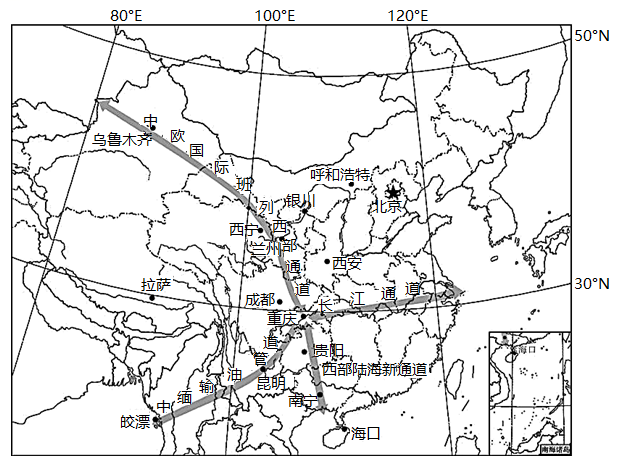 80°E
100°E
120°E
50°N
30°N
中欧国际班列西部通道
乌鲁木齐
呼和浩特
北京
银川
西宁
兰州
西安
拉萨
成都
重庆
长江通道
贵阳
西部陆海新通道
中缅输油管道
昆明
南宁
皎漂
海口
海口
南海诸岛